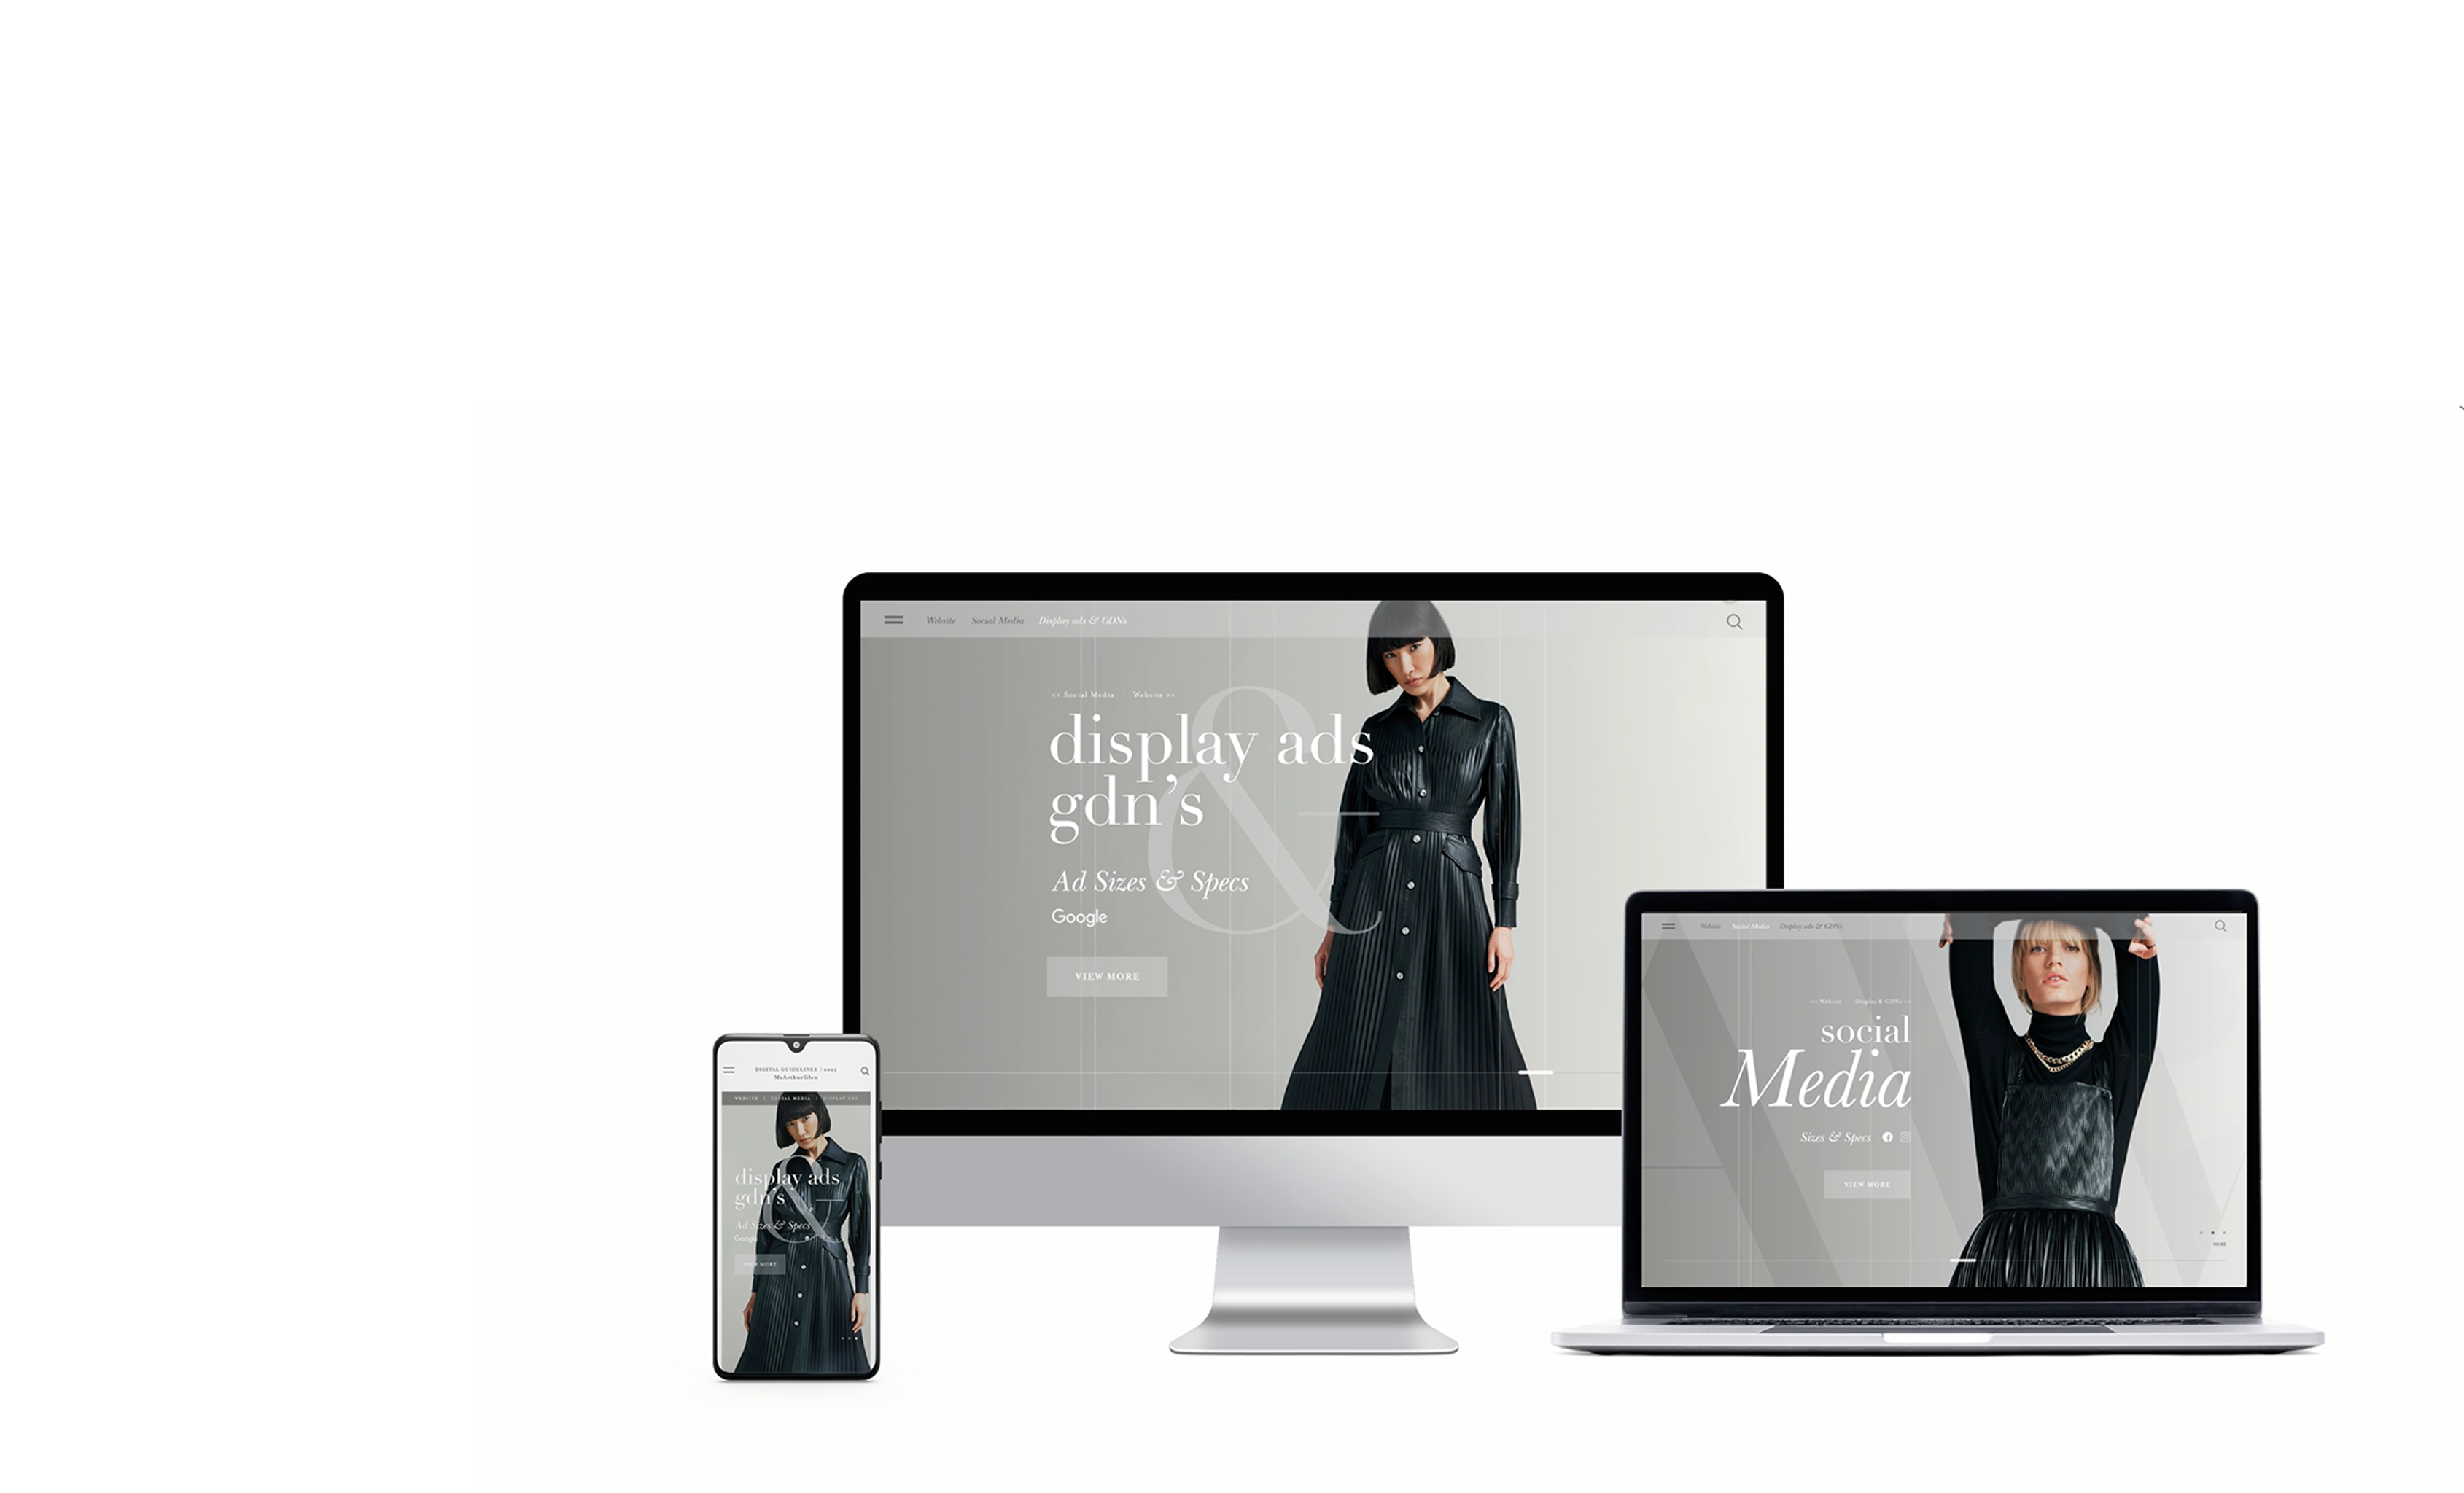 Website Social Media Display ads & GDNs
<< Social Media - Website >>
display ads
&
gdn's
Ad Sizes & Specs
Google
VIEW MORE
DIGITAL GUIDELINES | 2023
McArthurGlen
WEBSITE | SOCIAL MEDIA | DISPLAY ADS
display ads
&
gdn's
Ad Sizes & Specs
Google
VIEW MORE
Website Social Media Display ads & GDNs
<< Website Display & GDNs >>
social
Media
Sizes & Specs
VIEW MORE